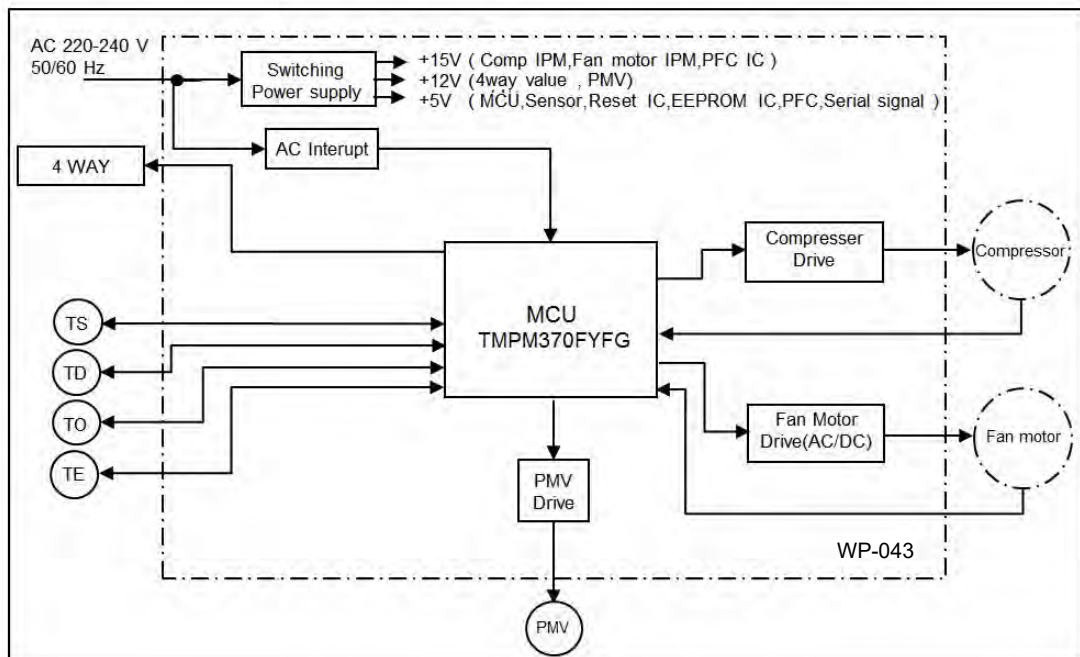 AC 220-240 V
50/60 Hz
Switching
Power supply
+15V ( Comp IPM,Fan motor IPM,PFC IC )
+12V (4way value , PMV)
+5V ( MCU,Sensor,Reset IC,EEPROM IC,PFC,Serial signal )
AC Interupt
4 WAY
Compresser
Drive
Compressor
MCU
TMPM370FYFG
TS
TD
TO
TE
Fan Motor
Drive(AC/DC)
Fan motor
PMV
Drive
WP-043
PMV